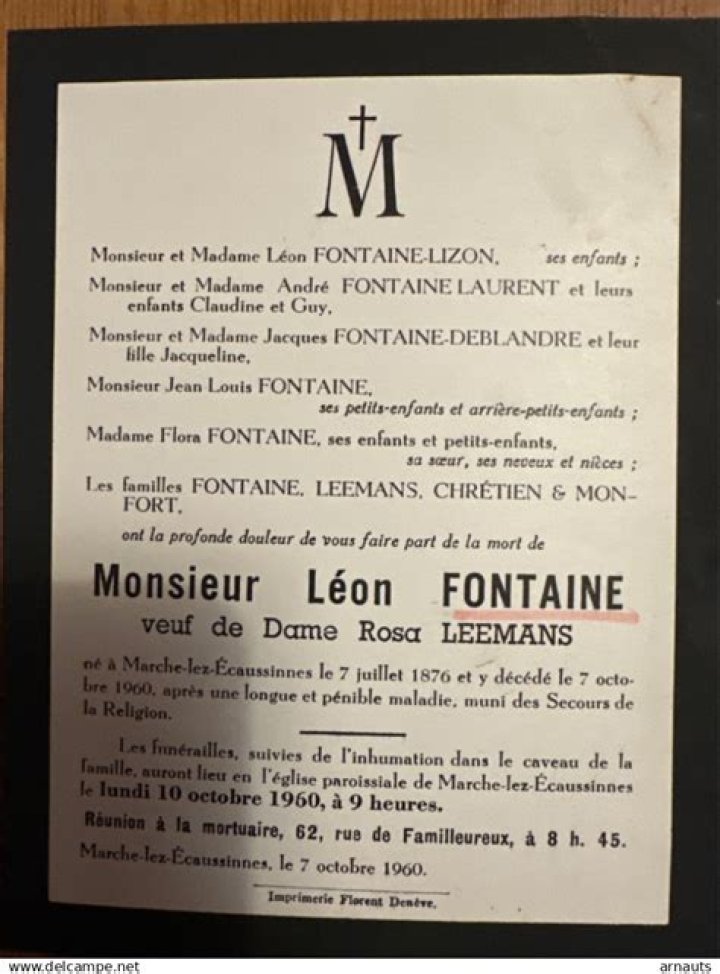 M
Monsieur et Madame Léon FONTAINE-LIZON, ses enfants ;
Monsieur et Madame André FONTAINE LAURENT et leurs
enfants Claudine et Guy,
Monsieur et Madame Jacques FONTAINE-DEBLANDRE et leur
fille Jacqueline,
Monsieur Jean Louis FONTAINE,
ses petits-enfants et arrière-petits-enfants ;
Madame Flora FONTAINE, ses enfants et petits-enfants,
sa sœur, ses neveux et nièces ;
Les familles FONTAINE, LEEMANS, CHRÉTIEN & MON-
FORT,
ont la profonde douleur de vous faire part de la mort de
Monsieur Léon FONTAINE
veuf de Dame Rosa LEEMANS
né à Marche-lez-Écaussinnes le 7 juillet 1876 et y décédé le 7 octo-
bre 1960, après une longue et pénible maladie, muni des Secours de
la Religion.
Les funérailles, suivies de l'inhumation dans le caveau de la
famille, auront lieu en l'église paroissiale de Marche-lez-Écaussinnes
le lundi 10 octobre 1960, à 9 heures.
Réunion à la mortuaire, 62, rue de Familleureux, à 8 h. 45.
Marche-lez-Écaussinnes, le 7 octobre 1960.
Imprimerie Florent Denève.
www.delcampe.net
arnauts